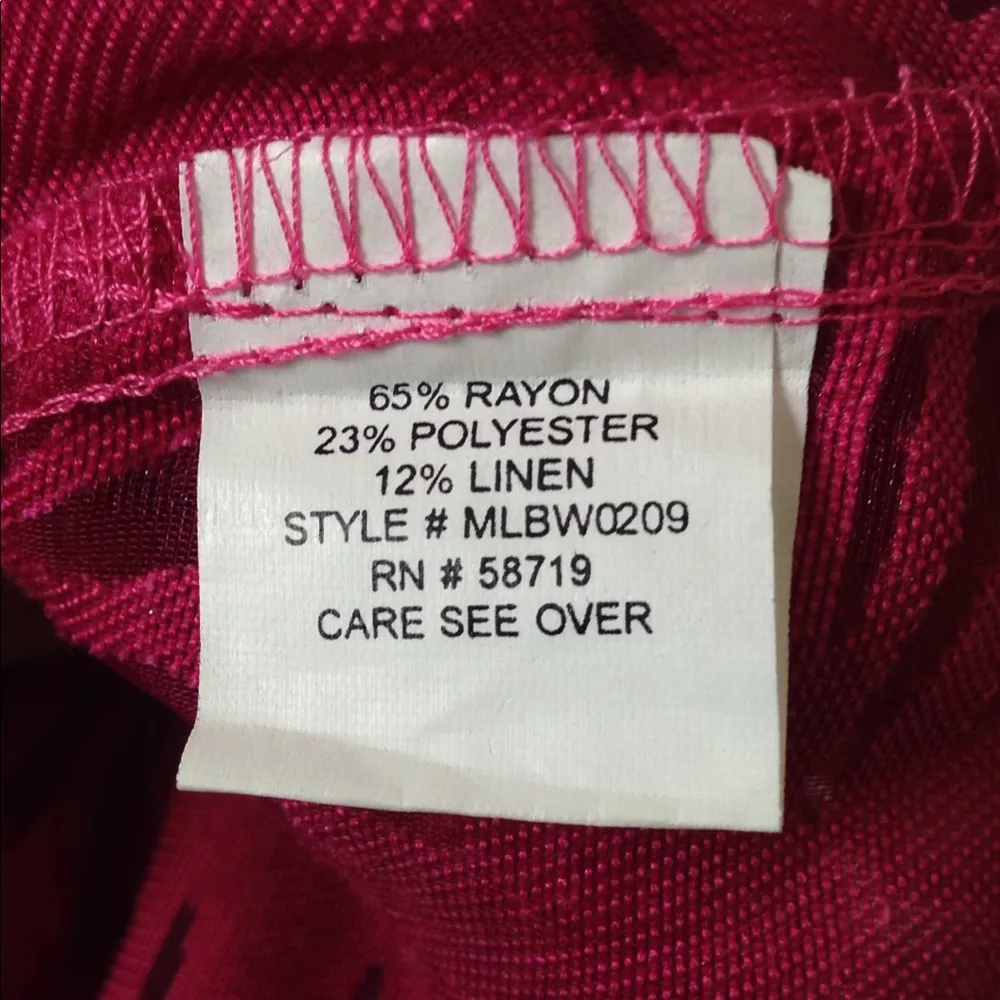 65% RAYON
23% POLYESTER
12% LINEN
STYLE # MLBW0209
RN # 58719
CARE SEE OVER